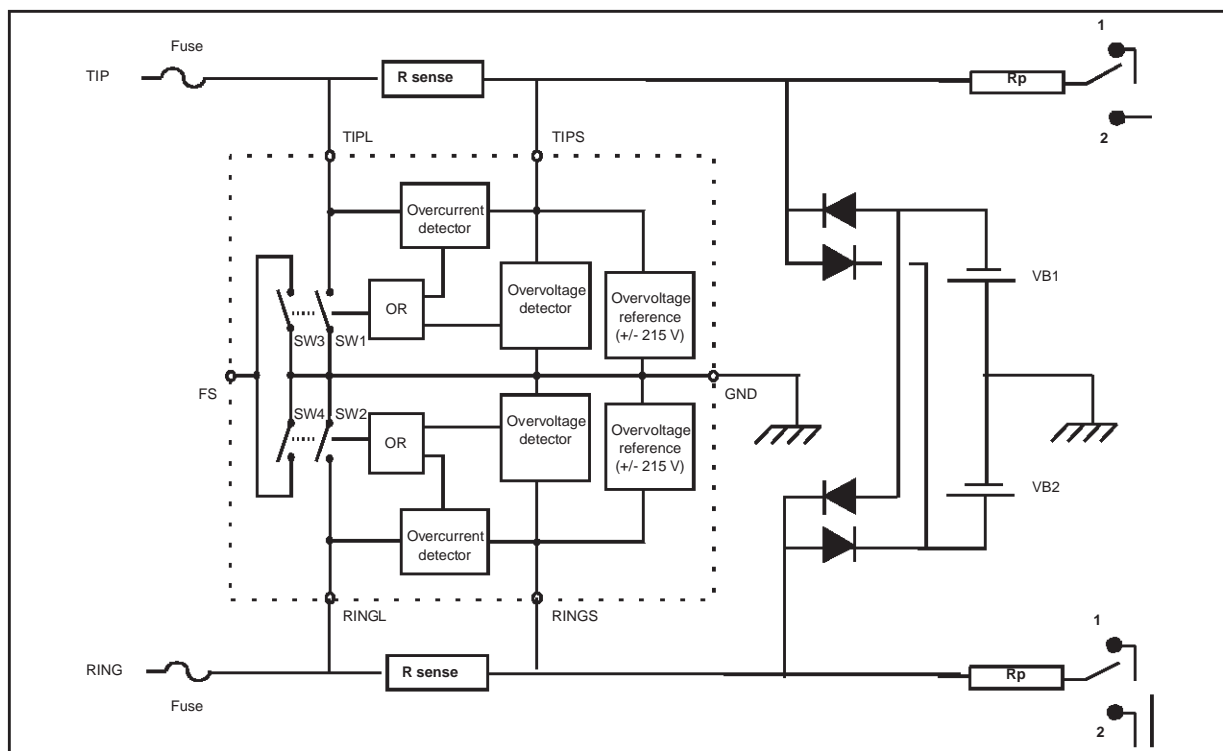 Fuse
1
TIP
R sense
Rp
2
TIPL
TIPS
Overcurrent
detector
VB1
OR
Overvoltage
detector
Overvoltage
reference
(+/- 215 V)
SW3
SW1
FS
GND
SW4
SW2
OR
Overvoltage
detector
Overvoltage
reference
(+/- 215 V)
VB2
Overcurrent
detector
RINGL
RINGS
1
RING
R sense
Rp
Fuse
2